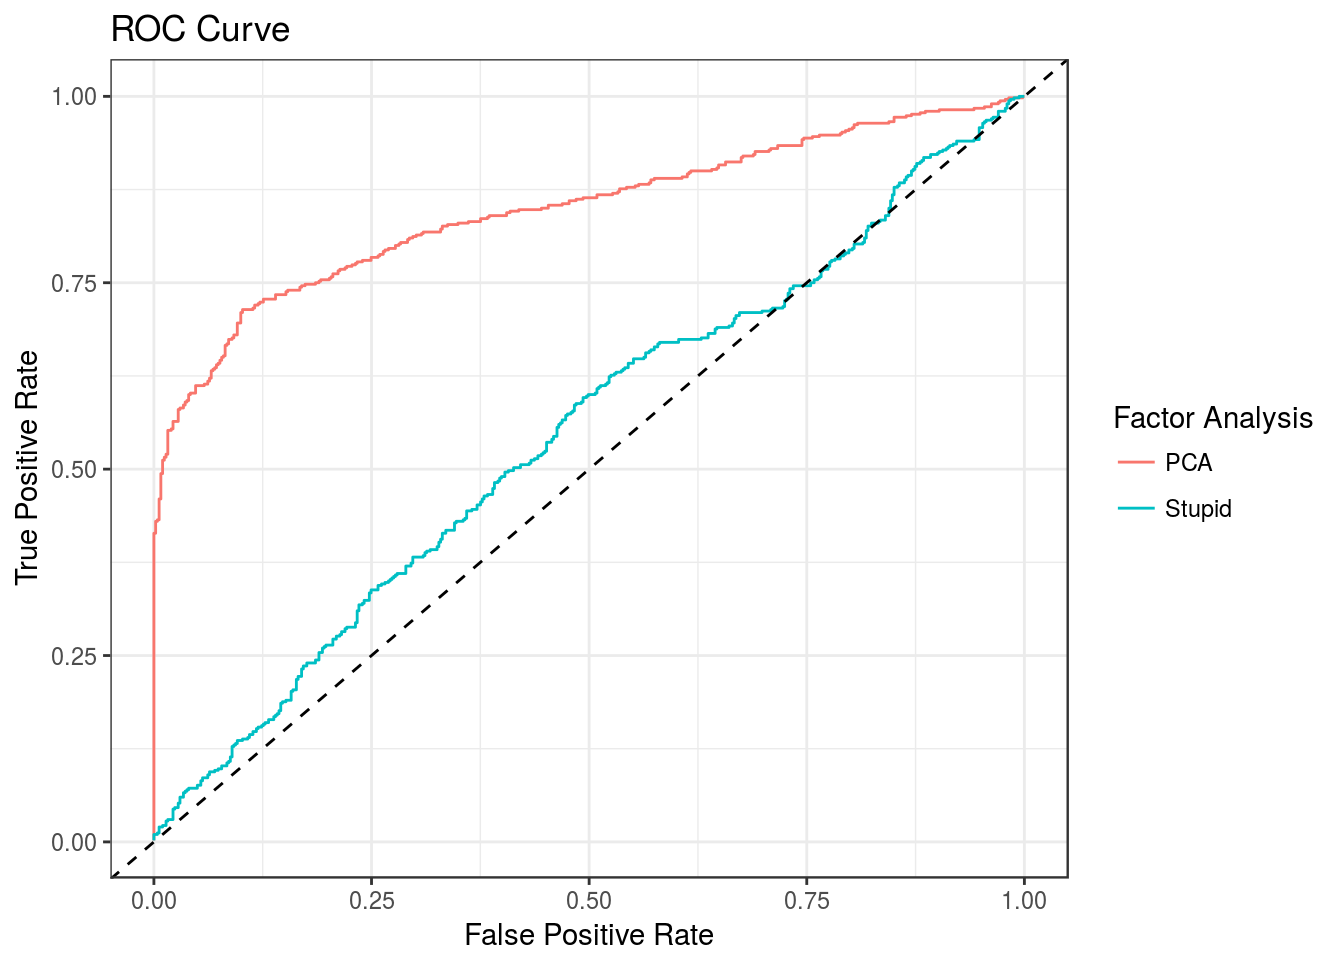 ROC Curve
1.00
0.75
0.50
0.25
0.00
True Positive Rate
0.00 0.25 0.50 0.75 1.00
False Positive Rate
Factor Analysis
PCA
Stupid